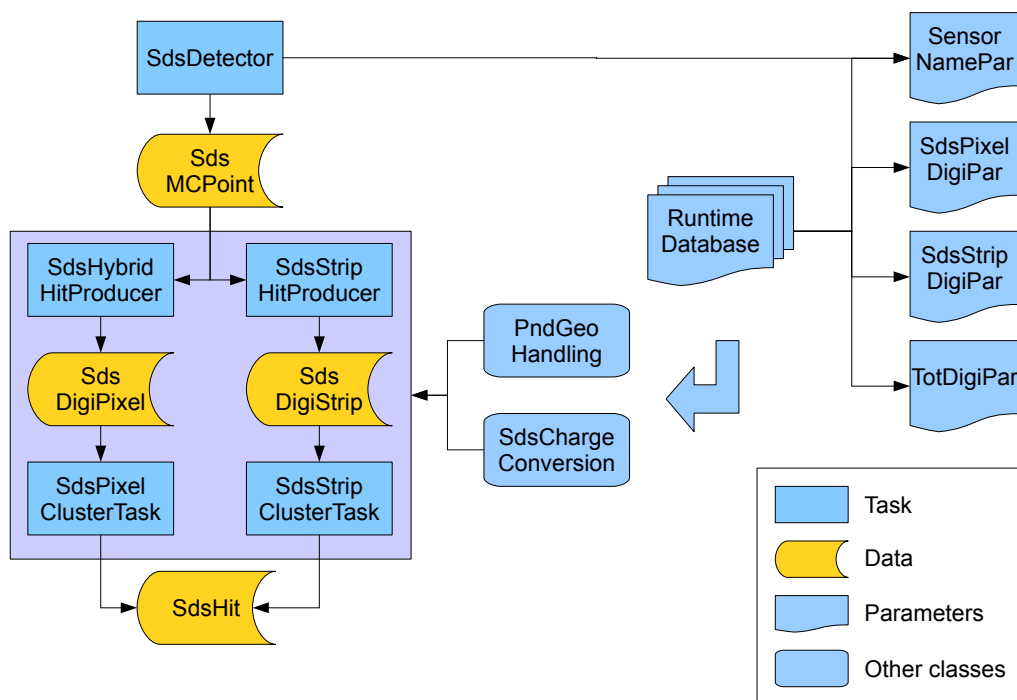 SdsDetector
Sensor
NamePar
Sds
MCPoint
SdsPixel
DigiPar
Runtime
Database
SdsHybrid
HitProducer
SdsStrip
HitProducer
SdsStrip
DigiPar
PndGeo
Handling
Sds
DigiPixel
Sds
DigiStrip
TotDigiPar
SdsCharge
Conversion
SdsPixel
ClusterTask
SdsStrip
ClusterTask
SdsHit
Task
Data
Parameters
Other classes